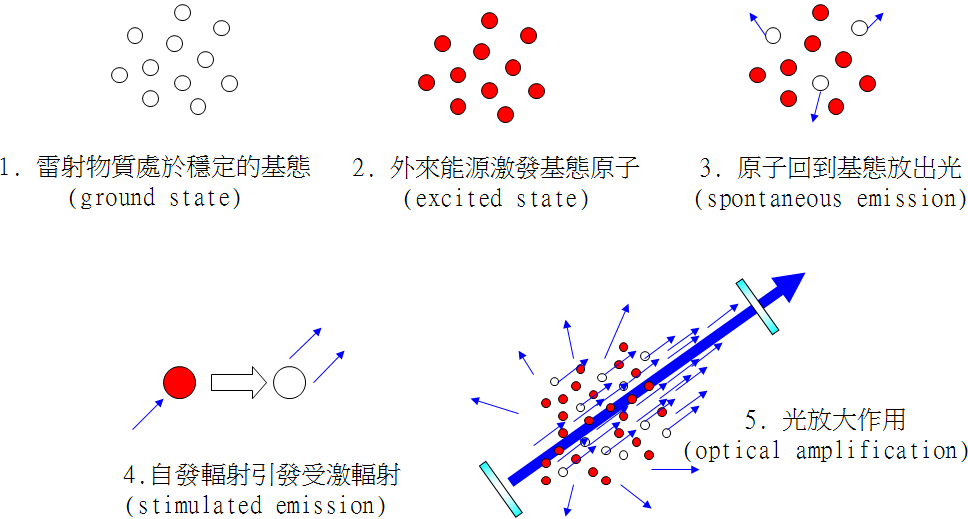 1. 雷射物質處於穩定的基態
(ground state)
2. 外來能源激發基態原子
(excited state)
3. 原子回到基態放出光
(spontaneous emission)
4.自發輻射引發受激輻射
(stimulated emission)
5. 光放大作用
(optical amplification)